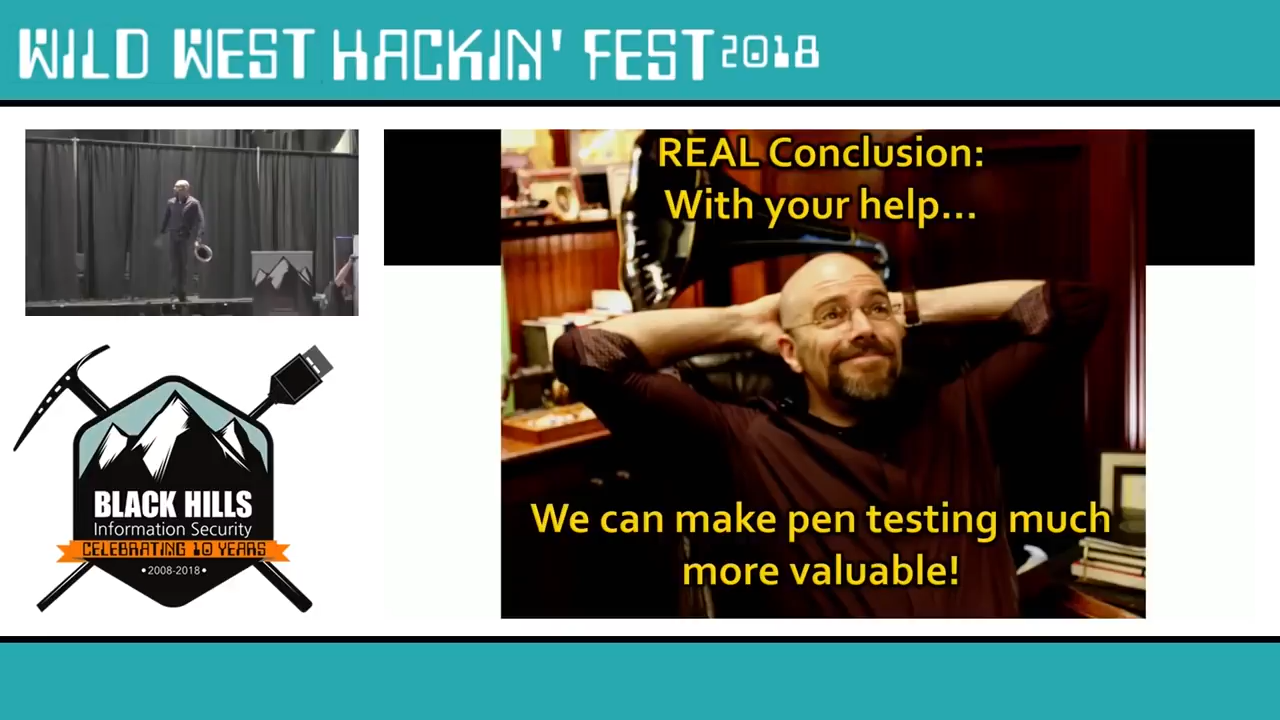 WILD WEST HACKIN' FEST 2018
REAL Conclusion:
With your help...
We can make pen testing much
more valuable!
BLACK HILLS
Information Security
CELEBRATING 10 YEARS
•2008-2018•